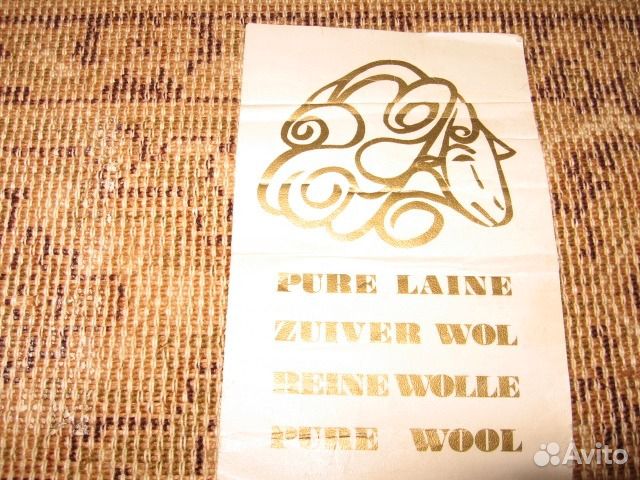 PURE LAINE
ZUIVER WOL
REINE WOLLE
PURE WOOL
Avito